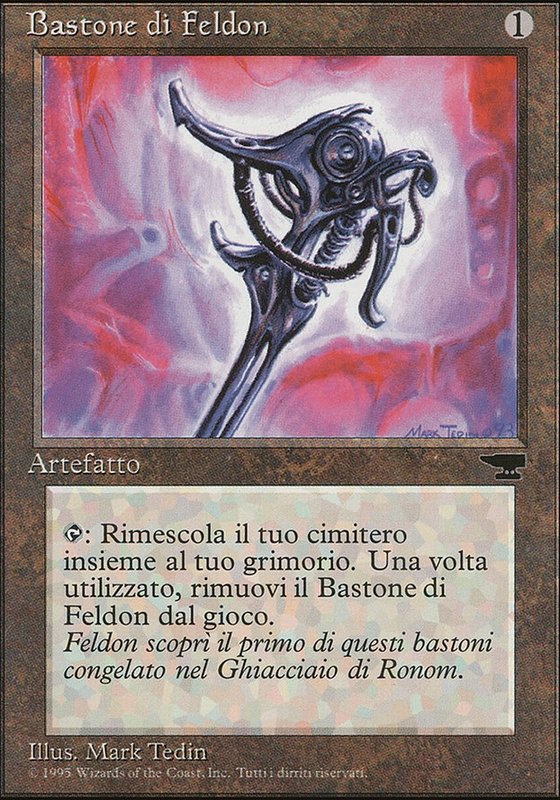 Bastone di Feldon 1
Mark Tedin 93
Artefatto
: Rimescola il tuo cimitero
insieme al tuo grimorio. Una volta
utilizzato, rimuovi il Bastone di
Feldon dal gioco.
Feldon scoprì il primo di questi bastoni
congelato nel Ghiacciaio di Ronom.
Illus. Mark Tedin
© 1995 Wizards of the Coast, Inc. Tutti i diritti riservati.